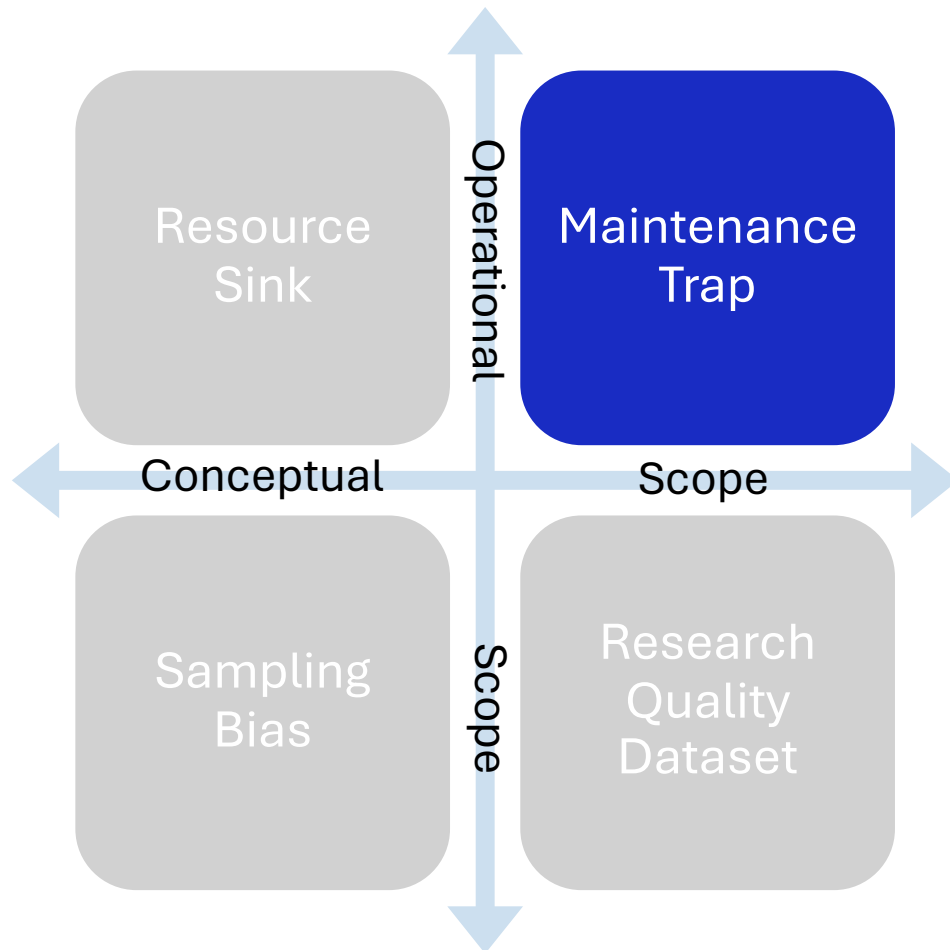 Operational
Resource
Sink
Maintenance
Trap
Conceptual
Scope
Sampling
Bias
Scope
Research
Quality
Dataset